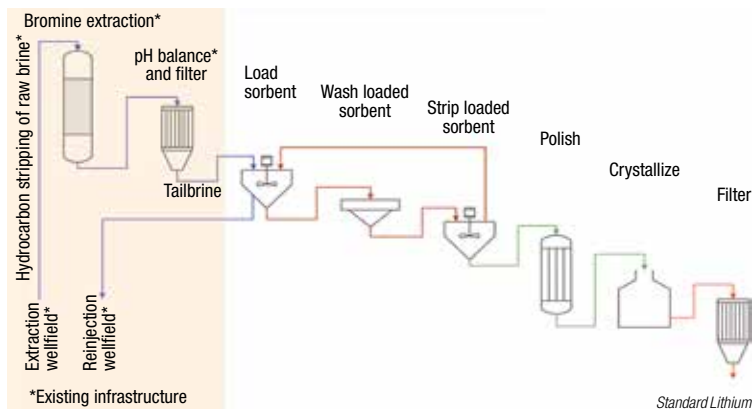 Bromine extraction*
Hydrocarbon stripping of raw brine*
pH balance*
and filter
Load
sorbent
Wash loaded
sorbent
Strip loaded
sorbent
Polish
Crystallize
Filter
Tailbrine
Extraction
wellfield*
Reinjection
wellfield*
*Existing infrastructure
Standard Lithium